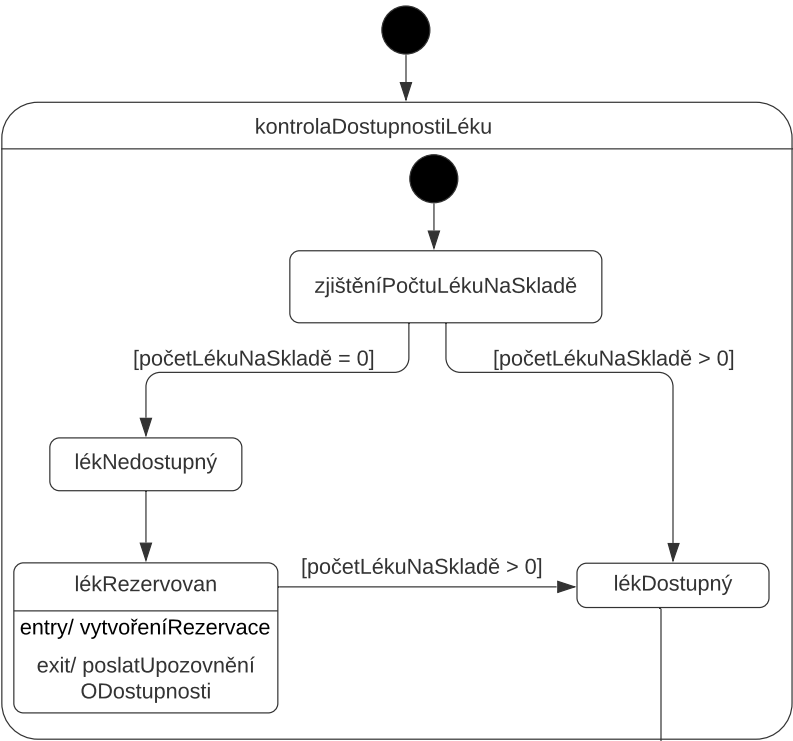 kontrolaDostupnostiLéku
zjištěníPočtuLékuNaSkladě
[početLékuNaSkladě = 0]
[početLékuNaSkladě > 0]
lékNedostupný
lékRezervovan
[početLékuNaSkladě > 0]
lékDostupný
entry/ vytvořeníRezervace
exit/ poslatUpozovnění
ODostupnosti